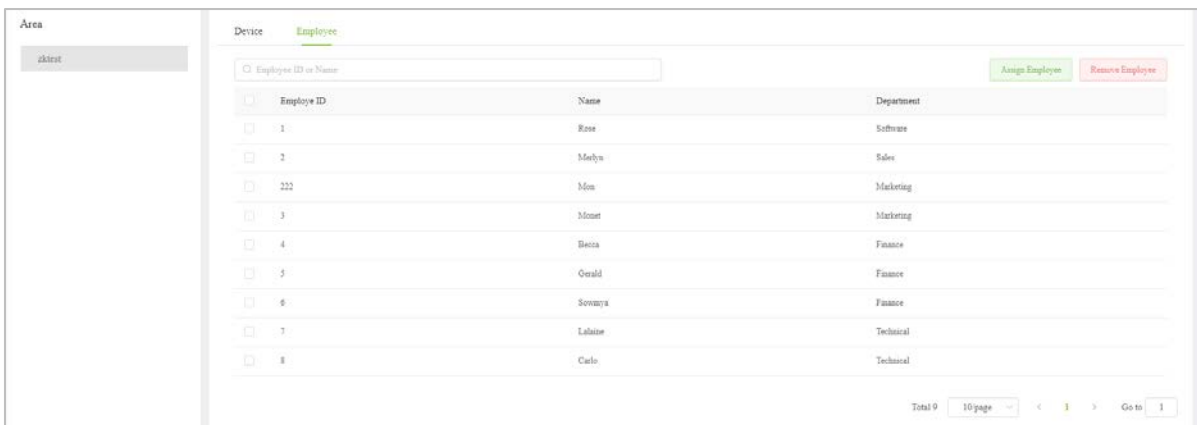 Area
zktest
Device Employee
Employee ID or Name
Assign Employee Remove Employee
Employe ID Name Department
1 Rose Software
2 Merlyn Sales
222 Mon Marketing
3 Monet Marketing
4 Becca Finance
5 Gerald Finance
6 Sowmya Finance
7 Lalaine Technical
8 Carlo Technical
Total 9 10/page < 1 > Go to 1